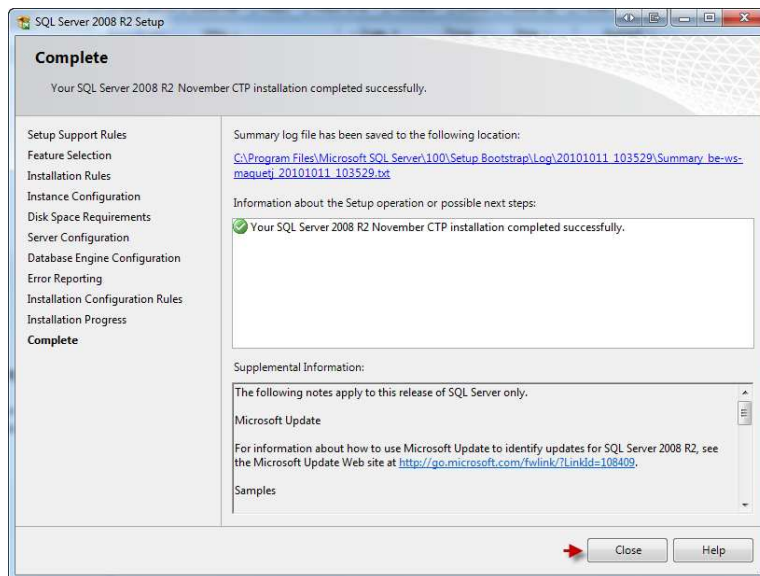 SQL Server 2008 R2 Setup
Complete
Your SQL Server 2008 R2 November CTP installation completed successfully.
Setup Support Rules
Feature Selection
Installation Rules
Instance Configuration
Disk Space Requirements
Server Configuration
Database Engine Configuration
Error Reporting
Installation Configuration Rules
Installation Progress
Complete
Summary log file has been saved to the following location:
C:\Program Files\Microsoft SQL Server\100\Setup Bootstrap\Log\20101011_103529\Summary_be-ws-
maquetj_20101011_103529.txt
Information about the Setup operation or possible next steps:
Your SQL Server 2008 R2 November CTP installation completed successfully.
Supplemental Information:
The following notes apply to this release of SQL Server only.
Microsoft Update
For information about how to use Microsoft Update to identify updates for SQL Server 2008 R2, see
the Microsoft Update Web site at http://go.microsoft.com/fwlink/?LinkId=108409.
Samples
Close
Help